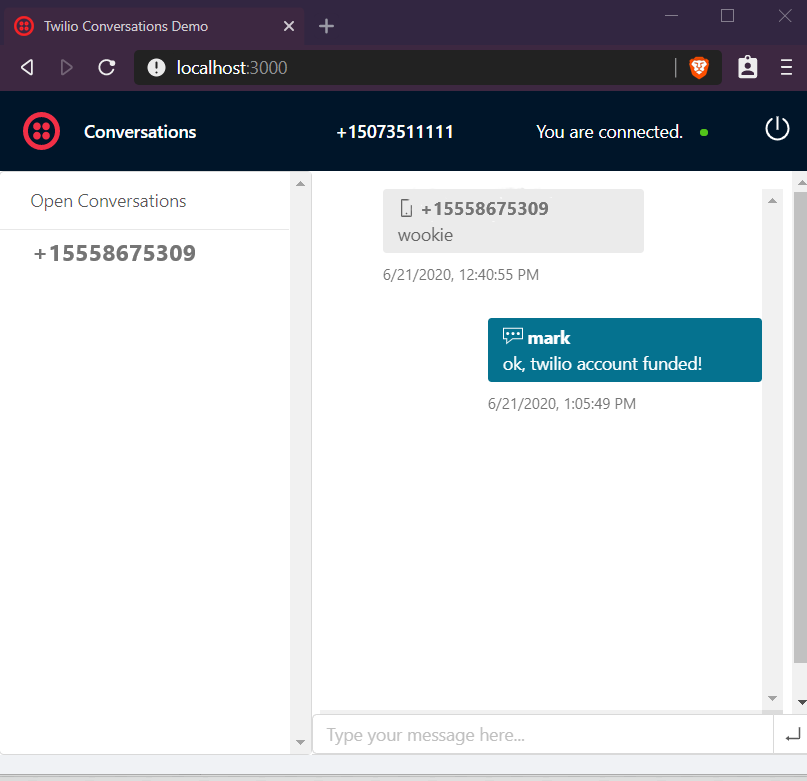 Twilio Conversations Demo
localhost:3000
Conversations
+15073511111
You are connected.
Open Conversations
+15558675309
+15558675309
wookie
6/21/2020, 12:40:55 PM
mark
ok, twilio account funded!
6/21/2020, 1:05:49 PM
Type your message here...